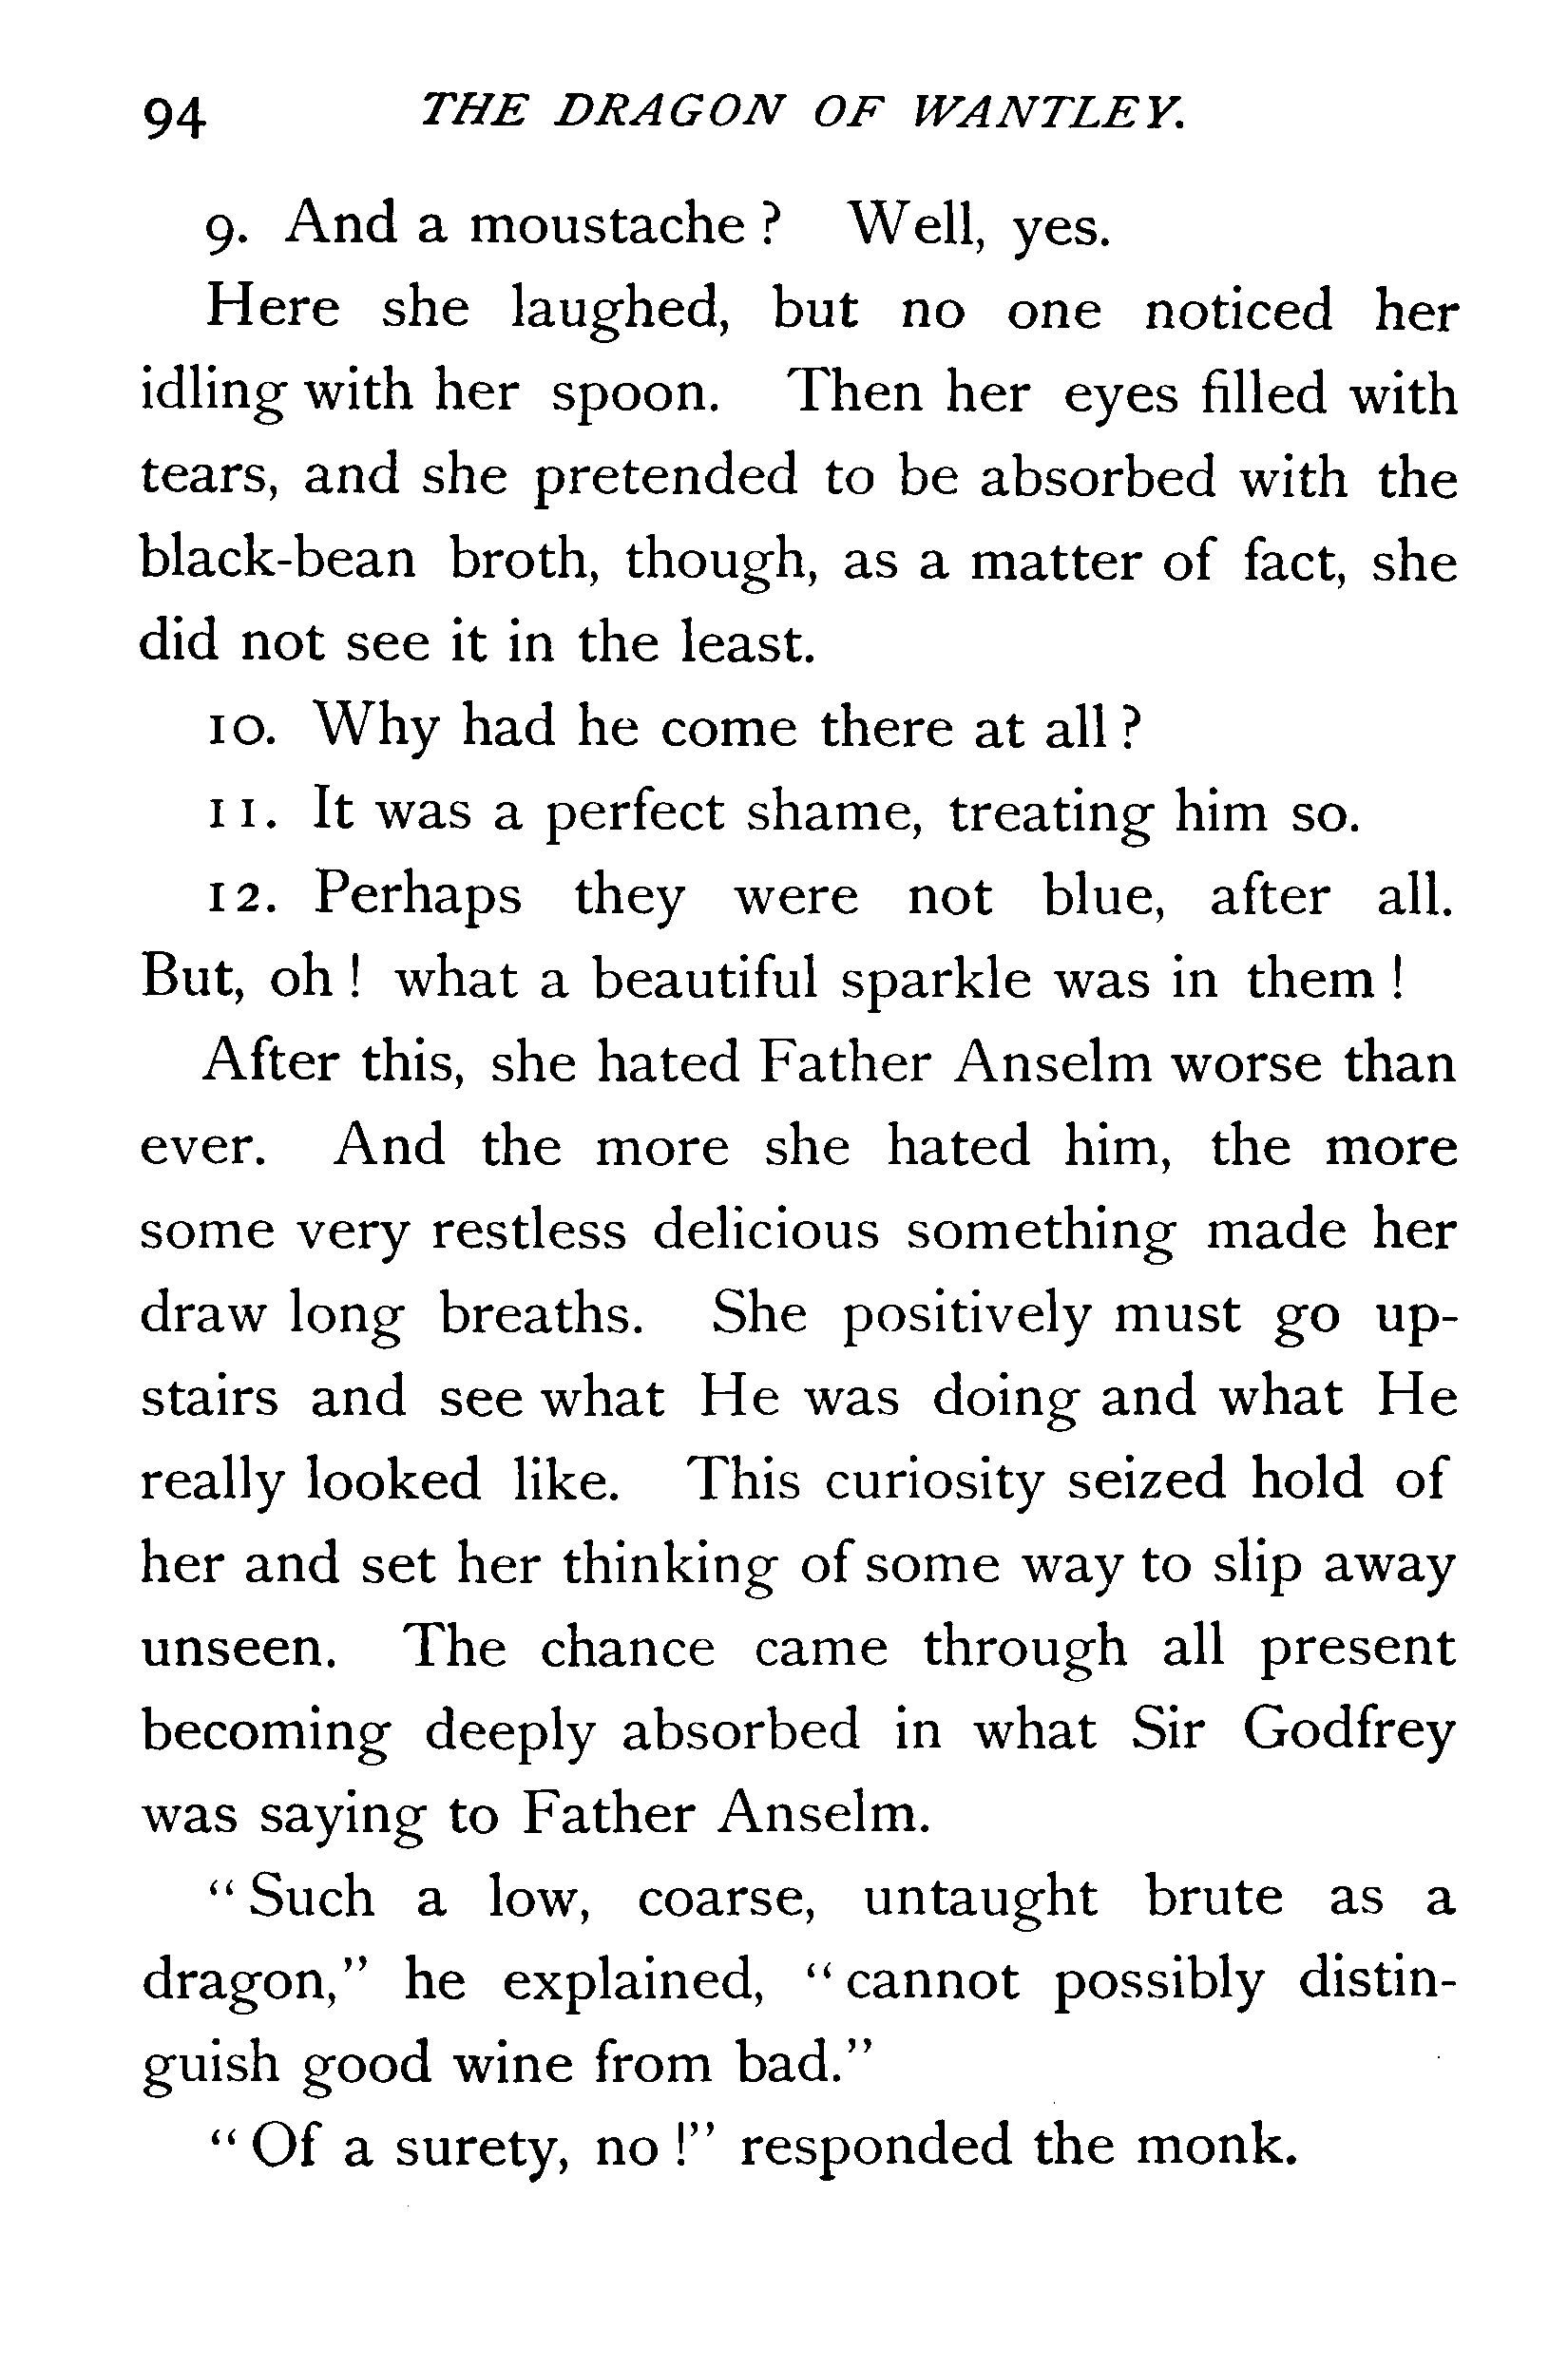 94 THE DRAGON OF WANTLEY.
9. And a moustache? Well, yes.
Here she laughed, but no one noticed her
idling with her spoon. Then her eyes filled with
tears, and she pretended to be absorbed with the
black-bean broth, though, as a matter of fact, she
did not see it in the least.
10. Why had he come there at all?
11. It was a perfect shame, treating him so.
12. Perhaps they were not blue, after all.
But, oh! what a beautiful sparkle was in them!
After this, she hated Father Anselm worse than
ever. And the more she hated him, the more
some very restless delicious something made her
draw long breaths. She positively must go up-
stairs and see what He was doing and what He
really looked like. This curiosity seized hold of
her and set her thinking of some way to slip away
unseen. The chance came through all present
becoming deeply absorbed in what Sir Godfrey
was saying to Father Anselm.
“Such a low, coarse, untaught brute as a
dragon,” he explained, “cannot possibly distin-
guish good wine from bad.”
“Of a surety, no!” responded the monk.